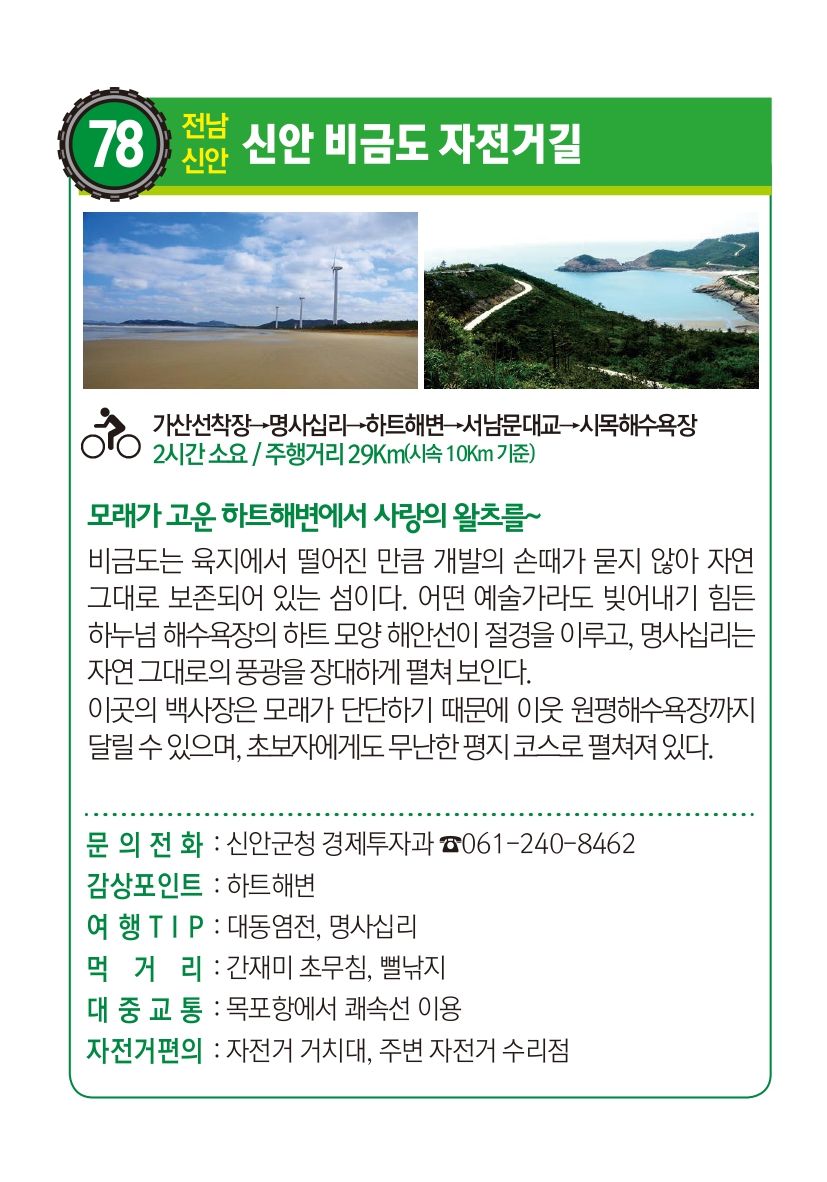 78
전남
신안
신안 비금도 자전거길
가산선착장→명사십리→하트해변→서남문대교→시목해수욕장
2시간 소요 / 주행거리 29Km(시속 10Km 기준)
모래가 고운 하트해변에서 사랑의 왈츠를~
비금도는 육지에서 떨어진 만큼 개발의 손때가 묻지 않아 자연
그대로 보존되어 있는 섬이다. 어떤 예술가라도 빚어내기 힘든
하누넘 해수욕장의 하트 모양 해안선이 절경을 이루고, 명사십리는
자연 그대로의 풍광을 장대하게 펼쳐 보인다.
이곳의 백사장은 모래가 단단하기 때문에 이웃 원평해수욕장까지
달릴 수 있으며, 초보자에게도 무난한 평지 코스로 펼쳐져 있다.
문의전화 : 신안군청 경제투자과 ☎061-240-8462
감상포인트 : 하트해변
여행TIP : 대동염전, 명사십리
먹거리 : 간재미 초무침, 뻘낚지
대중교통 : 목포항에서 쾌속선 이용
자전거편의 : 자전거 거치대, 주변 자전거 수리점